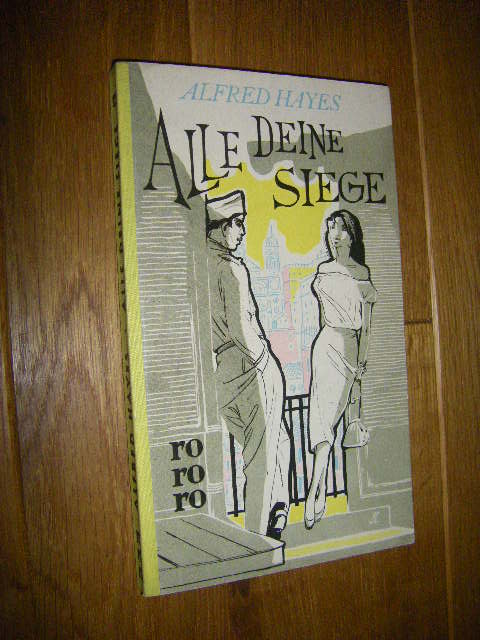 ALFRED HAYES
ALLE DEINE
SIEGE
ro
ro
ro